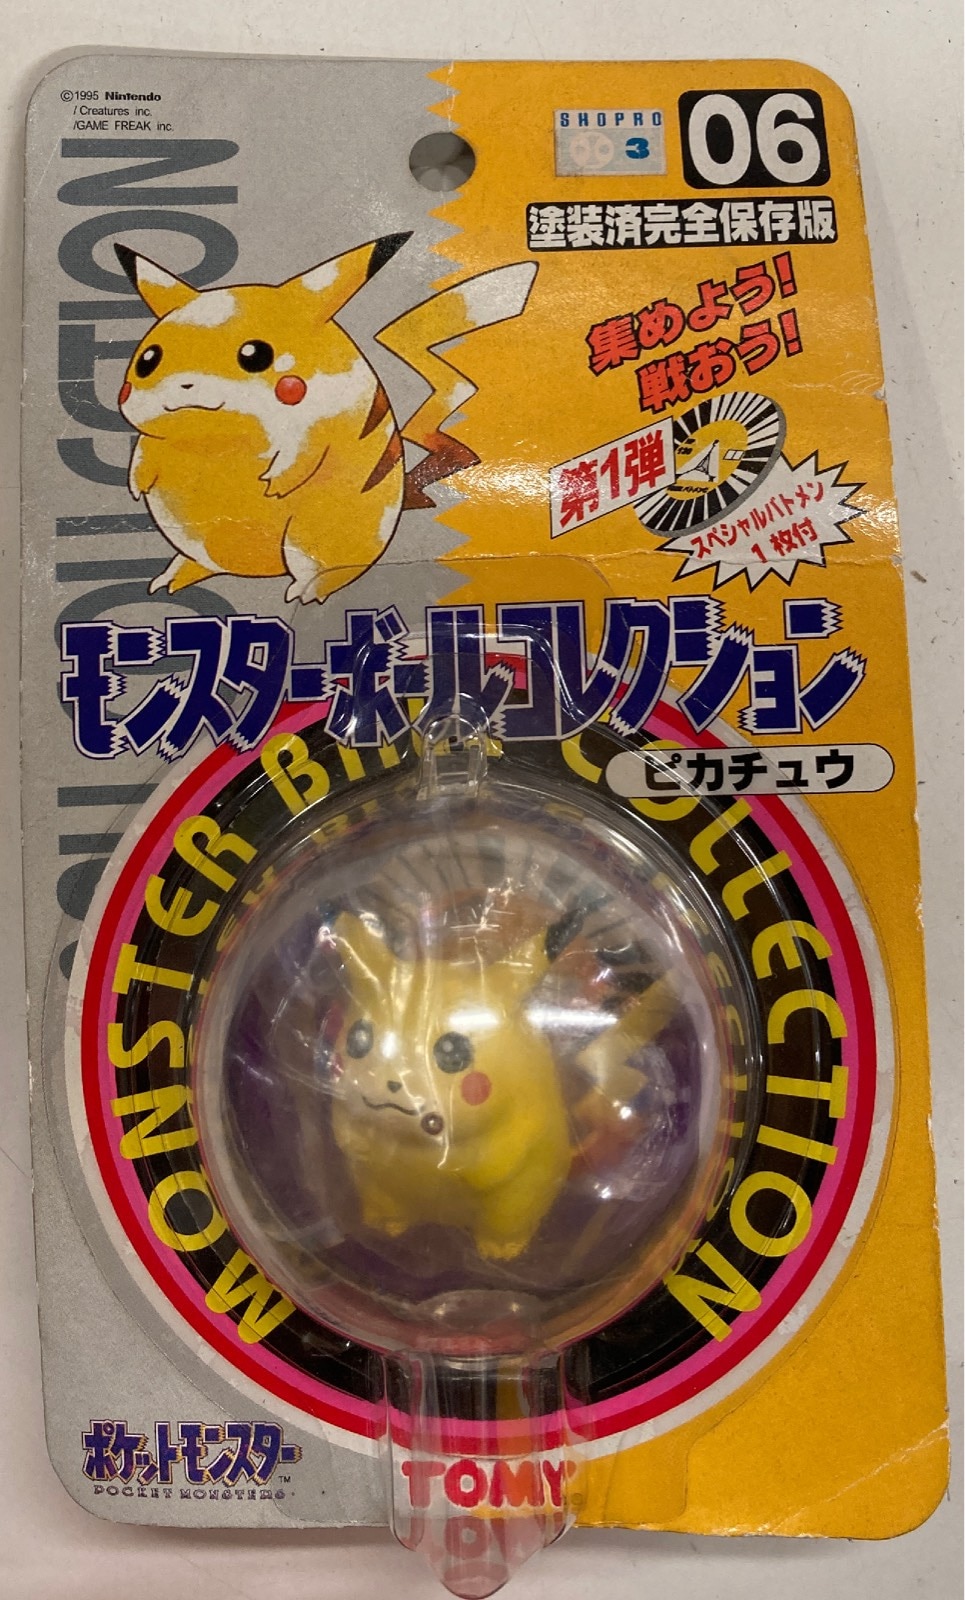 ©1995 Nintendo
/Creatures inc.
/GAME FREAK inc.
SHOPRO
3
06
塗装済完全保存版
集めよう!
戦おう!
第1弾
スペシャルバトメン
1枚付
COLLECTION
モンスターボールコレクション
ピカチュウ
MONSTER BALL COLLECTION
ポケットモンスター™
POCKET MONSTERS
TOMY